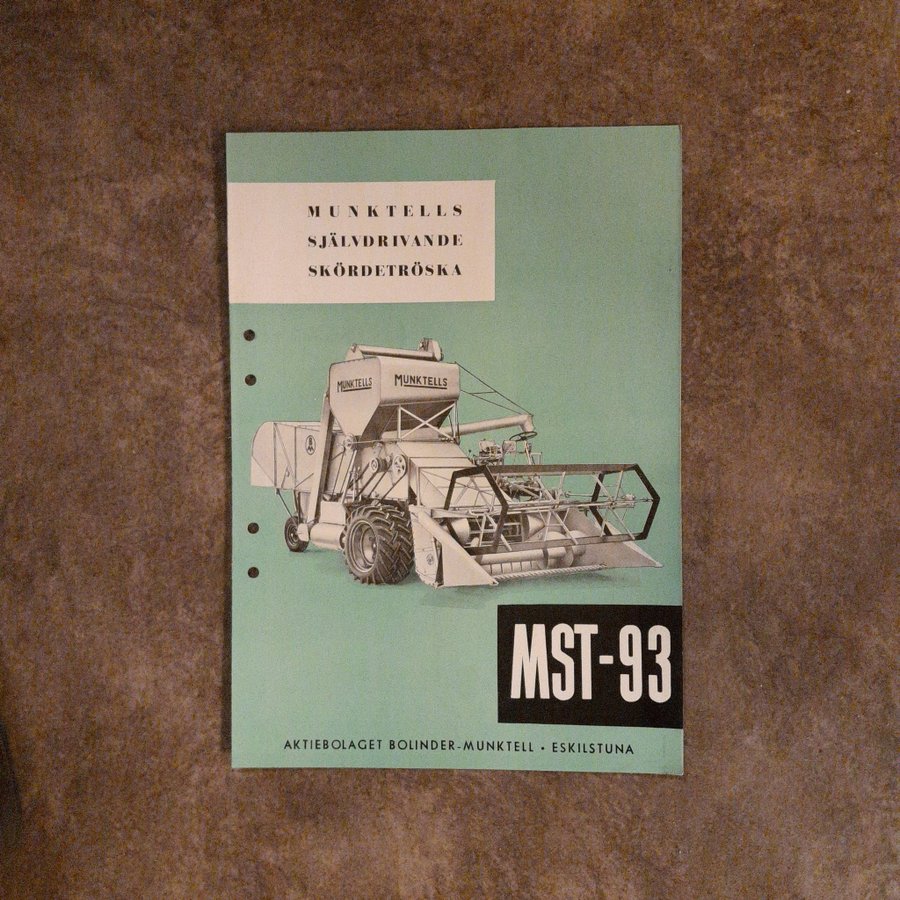 MUNKTELLS
SJÄLVDRIVANDE
SKÖRDETRÖSKA
MUNKTELLS MUNKTELLS
MST-93
AKTIEBOLAGET BOLINDER-MUNKTELL • ESKILSTUNA